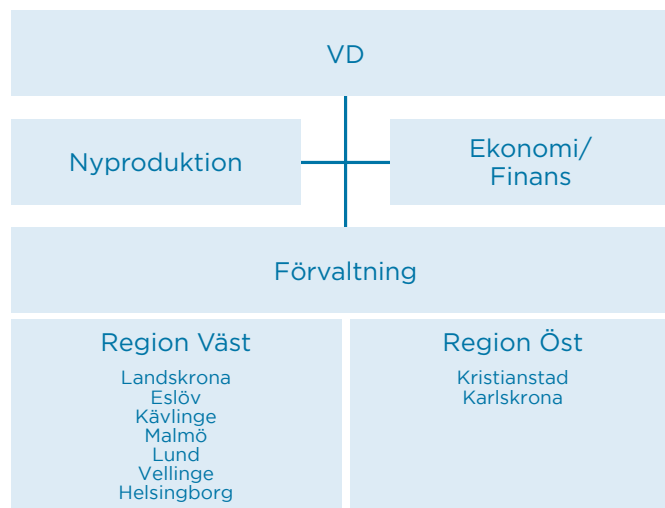 VD
Nyproduktion
Ekonomi/
Finans
Förvaltning
Region Väst
Landskrona
Eslöv
Kävlinge
Malmö
Lund
Vellinge
Helsingborg
Region Öst
Kristianstad
Karlskrona